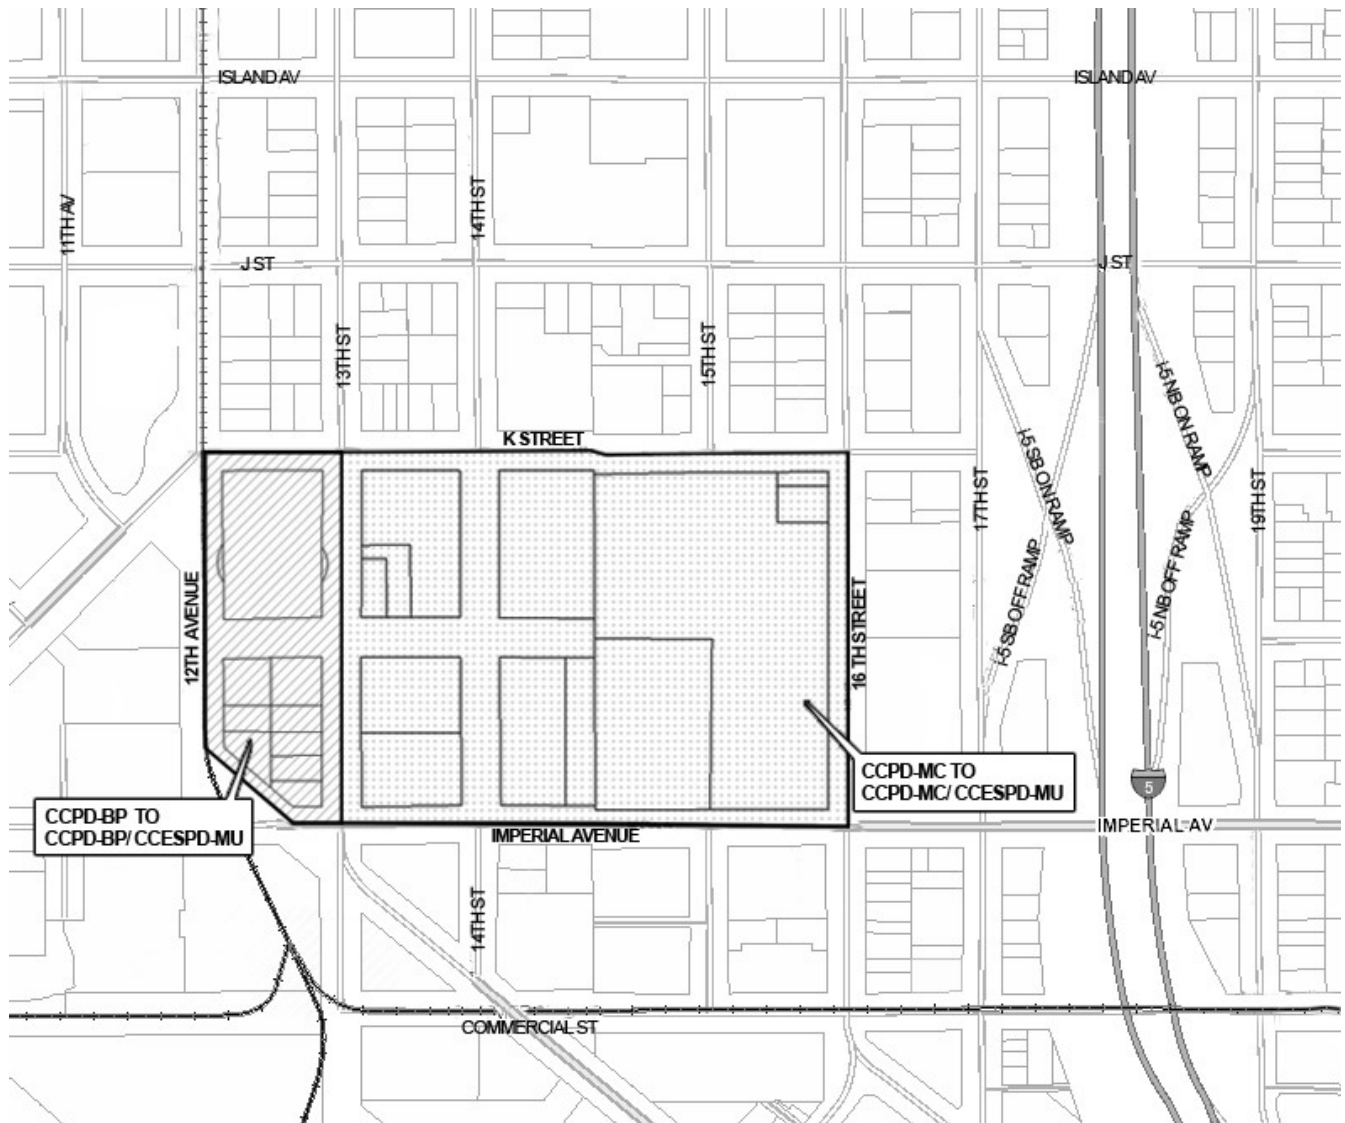 ISLAND AV
ISLAND AV
11TH AV
14TH ST
J ST
J ST
13TH ST
15TH ST
I-5 NB ON RAMP
K STREET
I-5 SB ON RAMP
17TH ST
19TH ST
I-5 SB OFF RAMP
I-5 NB OFF RAMP
12TH AVENUE
16 TH STREET
CCPD-MC TO
CCPD-MC/ CCESPD-MU
5
CCPD-BP TO
CCPD-BP/ CCESPD-MU
IMPERIAL AVENUE
IMPERIAL AV
14TH ST
COMMERCIAL ST